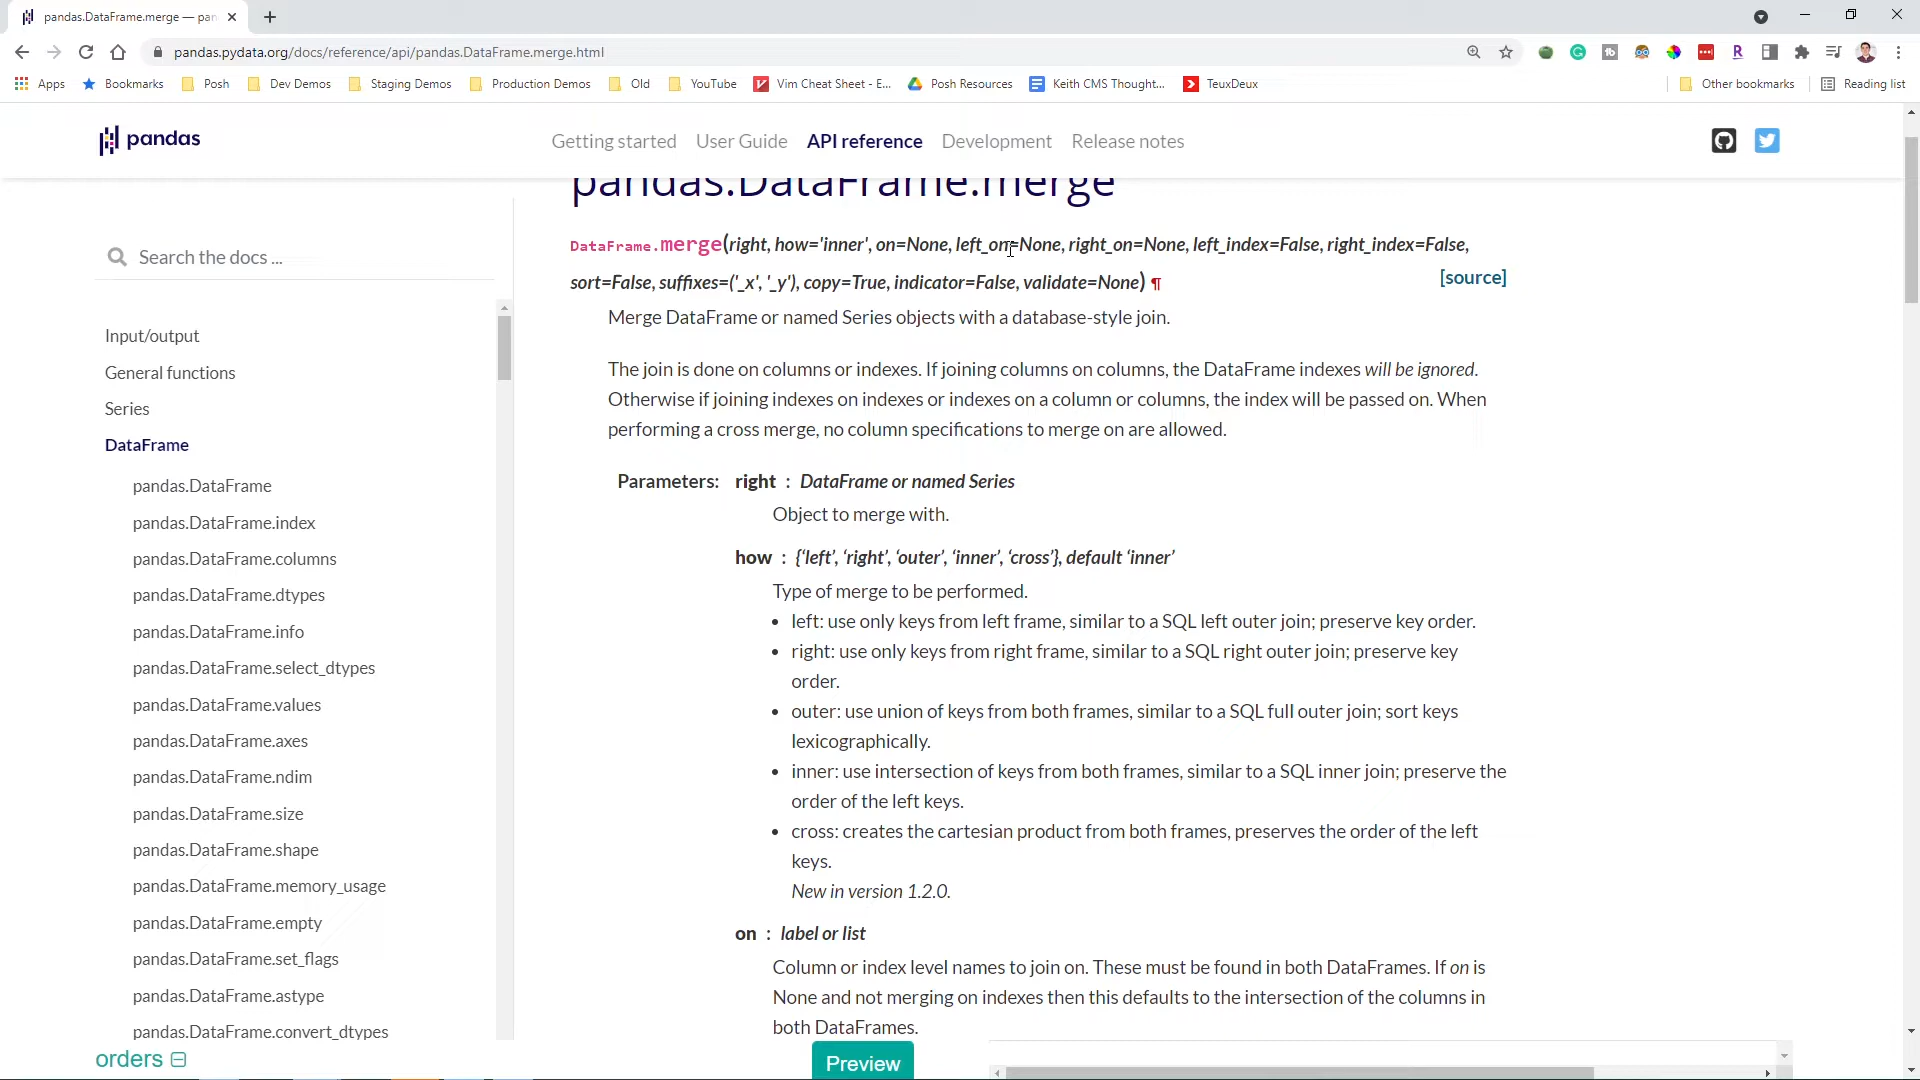 pandas.DataFrame.merge — pan
pandas.pydata.org/docs/reference/api/pandas.DataFrame.merge.html
Apps Bookmarks Posh Dev Demos Staging Demos Production Demos Old YouTube Vim Cheat Sheet - E... Posh Resources Keith CMS Thought... TeuxDeux Other bookmarks Reading list
pandas Getting started User Guide API reference Development Release notes
pandas.DataFrame.merge
DataFrame.merge(right, how='inner', on=None, left_on=None, right_on=None, left_index=False, right_index=False,
sort=False, suffixes=('_x', '_y'), copy=True, indicator=False, validate=None) ¶ [source]
Merge DataFrame or named Series objects with a database-style join.
The join is done on columns or indexes. If joining columns on columns, the DataFrame indexes will be ignored.
Otherwise if joining indexes on indexes or indexes on a column or columns, the index will be passed on. When
performing a cross merge, no column specifications to merge on are allowed.
Parameters: right : DataFrame or named Series
Object to merge with.
how : {‘left’, ‘right’, ‘outer’, ‘inner’, ‘cross’}, default ‘inner’
Type of merge to be performed.
• left: use only keys from left frame, similar to a SQL left outer join; preserve key order.
• right: use only keys from right frame, similar to a SQL right outer join; preserve key
order.
• outer: use union of keys from both frames, similar to a SQL full outer join; sort keys
lexicographically.
• inner: use intersection of keys from both frames, similar to a SQL inner join; preserve the
order of the left keys.
• cross: creates the cartesian product from both frames, preserves the order of the left
keys.
New in version 1.2.0.
on : label or list
Column or index level names to join on. These must be found in both DataFrames. If on is
None and not merging on indexes then this defaults to the intersection of the columns in
both DataFrames.
Search the docs ...
Input/output
General functions
Series
DataFrame
pandas.DataFrame
pandas.DataFrame.index
pandas.DataFrame.columns
pandas.DataFrame.dtypes
pandas.DataFrame.info
pandas.DataFrame.select_dtypes
pandas.DataFrame.values
pandas.DataFrame.axes
pandas.DataFrame.ndim
pandas.DataFrame.size
pandas.DataFrame.shape
pandas.DataFrame.memory_usage
pandas.DataFrame.empty
pandas.DataFrame.set_flags
pandas.DataFrame.astype
pandas.DataFrame.convert_dtypes
orders
Preview